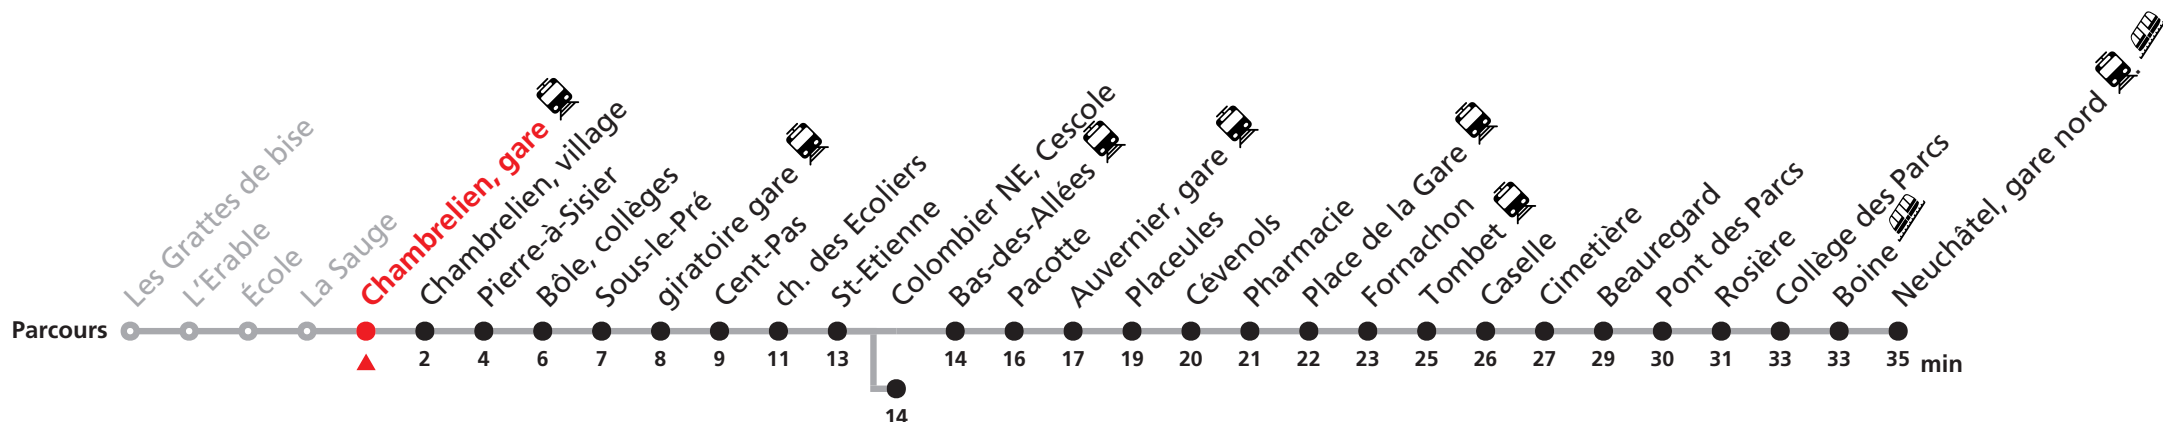 Les Grattes de bise
L'Erable
École
La Sauge
Chambrelien, gare
Chambrelien, village
Pierre-à-Sisier
Bôle, collèges
Sous-le-Pré
giratoire gare
Cent-Pas
ch. des Ecoliers
St-Etienne
Colombier NE, Cescole
Bas-des-Allées
Pacotte
Auvernier, gare
Placeules
Cévenols
Pharmacie
Place de la Gare
Fornachon
Tombet
Caselle
Cimetière
Beauregard
Pont des Parcs
Rosière
Collège des Parcs
Boine
Neuchâtel, gare nord
Parcours
2 4 6 7 8 9 11 13 14 16 17 19 20 21 22 23 25 26 27 29 30 31 33 33 35 min
14